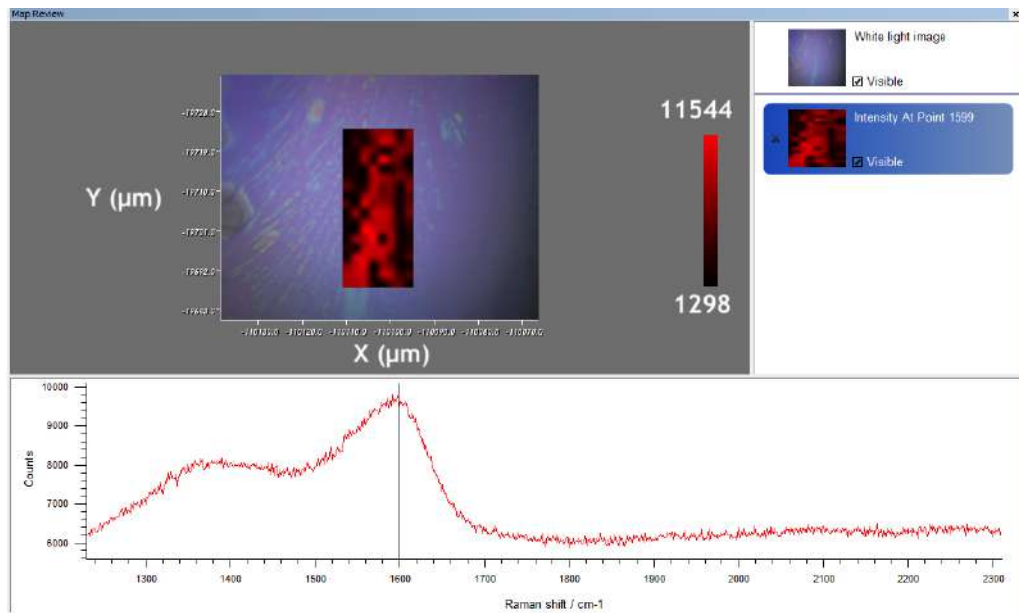 Map Review
White light image
Visible
11544
Intensity At Point 1599
Visible
Y (µm)
1298
X (µm)
10000
9000
8000
7000
6000
Counts
1300 1400 1500 1600 1700 1800 1900 2000 2100 2200 2300
Raman shift / cm-1